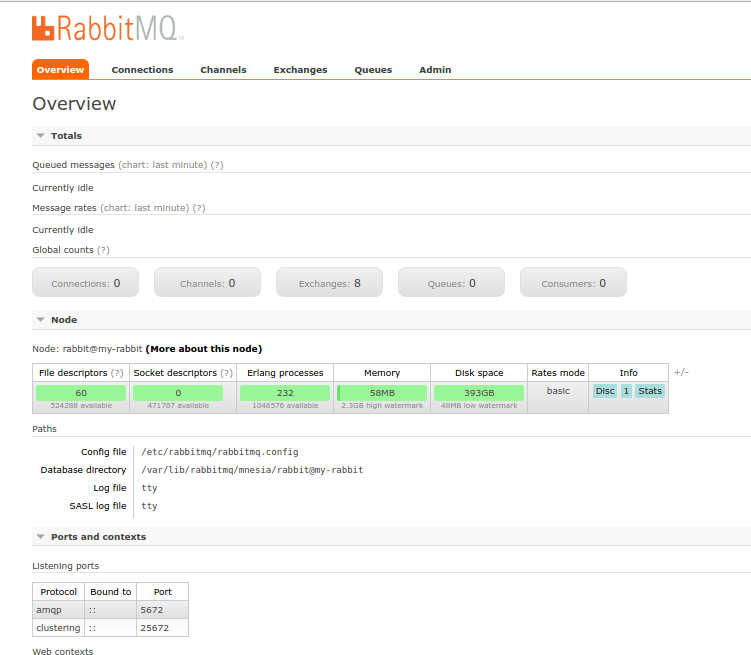 RabbitMQ
Overview Connections Channels Exchanges Queues Admin
Overview
Totals
Queued messages (chart: last minute) (?)
Currently idle
Message rates (chart: last minute) (?)
Currently idle
Global counts (?)
Connections: 0 Channels: 0 Exchanges: 8 Queues: 0 Consumers: 0
Node
Node: rabbit@my-rabbit (More about this node)
File descriptors (?) Socket descriptors (?) Erlang processes Memory Disk space Rates mode Info +/-
60 0 232 58MB 393GB basic Disc 1 Stats
524288 available 471767 available 1048576 available 2.3GB high watermark 48MB low watermark
Paths
Config file /etc/rabbitmq/rabbitmq.config
Database directory /var/lib/rabbitmq/mnesia/rabbit@my-rabbit
Log file tty
SASL log file tty
Ports and contexts
Listening ports
Protocol Bound to Port
amqp :: 5672
clustering :: 25672
Web contexts